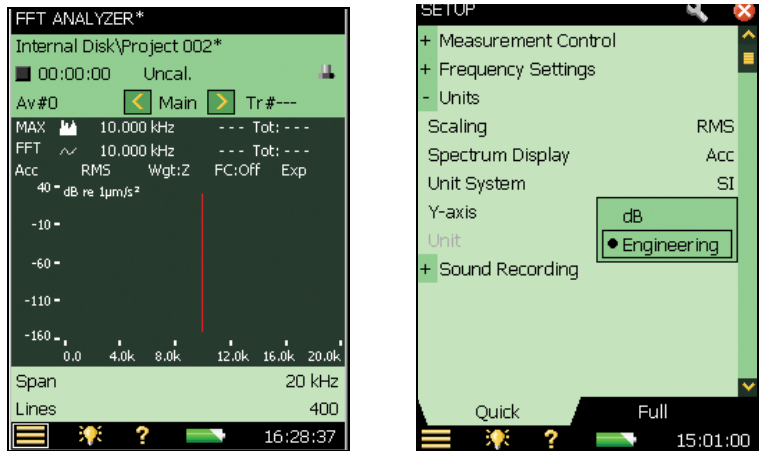 FFT ANALYZER*
Internal Disk\Project 002*
00:00:00 Uncal.
Av#0 < Main > Tr#---
MAX 10.000 kHz --- Tot: ---
FFT 10.000 kHz --- Tot: ---
Acc RMS Wgt:Z FC:Off Exp
40 dB re 1µm/s²
-10
-60
-110
-160
0.0 4.0k 8.0k 12.0k 16.0k 20.0k
Span 20 kHz
Lines 400
? 16:28:37
SETUP
+ Measurement Control
+ Frequency Settings
- Units
Scaling RMS
Spectrum Display Acc
Unit System SI
Y-axis dB
Unit Engineering
+ Sound Recording
Quick Full
? 15:01:00